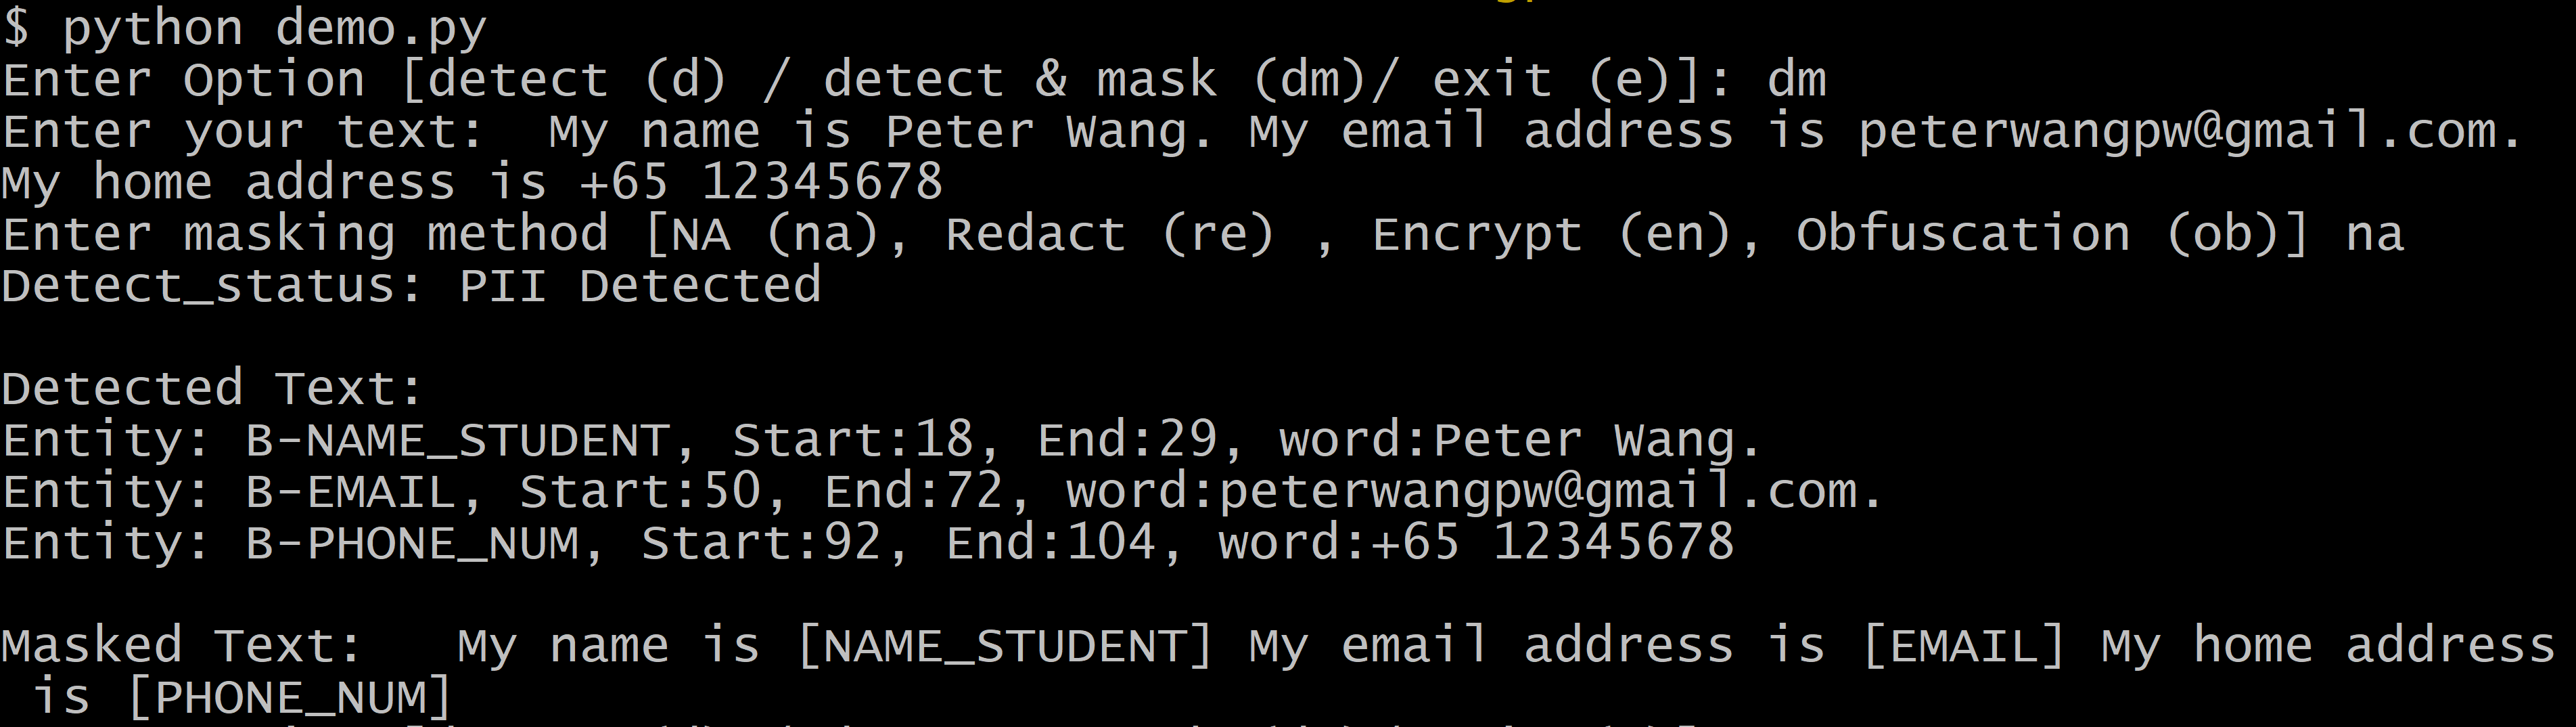 $ python demo.py
Enter Option [detect (d) / detect & mask (dm)/ exit (e)]: dm
Enter your text:  My name is Peter Wang. My email address is peterwangpw@gmail.com.
My home address is +65 12345678
Enter masking method [NA (na), Redact (re) , Encrypt (en), Obfuscation (ob)] na
Detect_status: PII Detected
Detected Text:
Entity: B-NAME_STUDENT, Start:18, End:29, word:Peter Wang.
Entity: B-EMAIL, Start:50, End:72, word:peterwangpw@gmail.com.
Entity: B-PHONE_NUM, Start:92, End:104, word:+65 12345678
Masked Text:   My name is [NAME_STUDENT] My email address is [EMAIL] My home address
 is [PHONE_NUM]